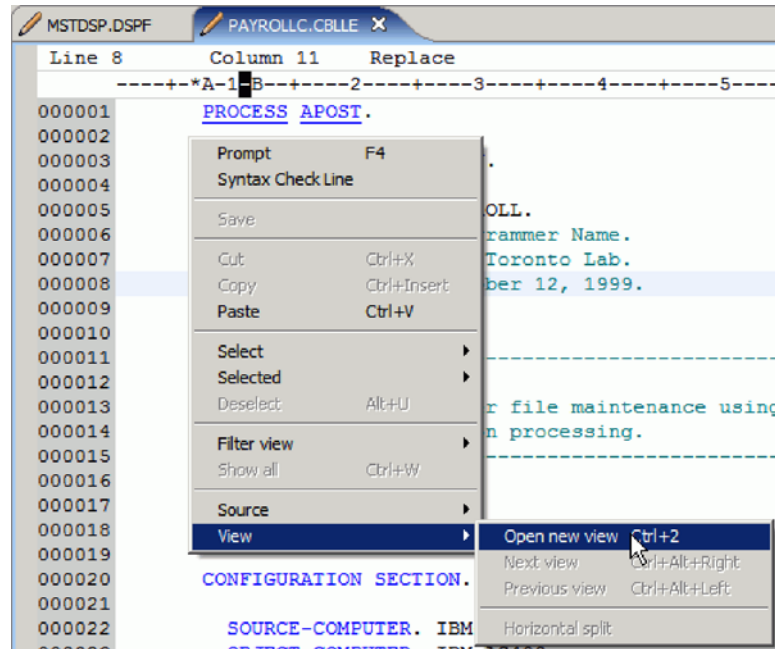 MSTDSP.DSPF PAYROLLC.CBLLE
Line 8 Column 11 Replace
----+-*A-1-B--+----2----+----3----+----4----+----5----
000001 PROCESS APOST.
000002
000003 .
000004
000005 OLL.
000006 rammer Name.
000007 Toronto Lab.
000008 ber 12, 1999.
000009
000010
000011 ------------------------
000012
000013 r file maintenance using
000014 n processing.
000015 ------------------------
000016
000017
000018
000019
000020 CONFIGURATION SECTION.
000021
000022 SOURCE-COMPUTER. IBM
Prompt F4
Syntax Check Line
Save
Cut Ctrl+X
Copy Ctrl+Insert
Paste Ctrl+V
Select
Selected
Deselect Alt+U
Filter view
Show all Ctrl+W
Source
View
Open new view Ctrl+2
Next view Ctrl+Alt+Right
Previous view Ctrl+Alt+Left
Horizontal split